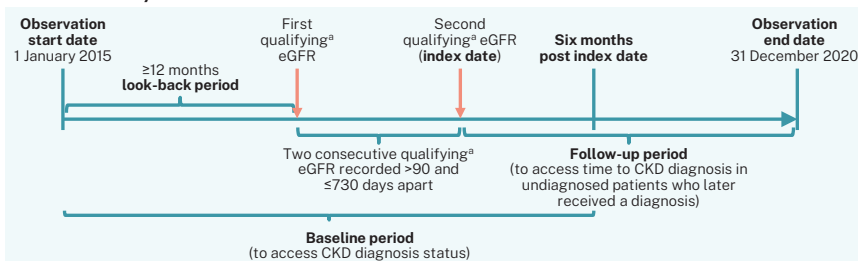 Observation
start date
1 January 2015
First
qualifyingᵃ
eGFR
Second
qualifyingᵃ eGFR
(index date)
Six months
post index date
Observation
end date
31 December 2020
≥12 months
look-back period
Two consecutive qualifyingᵃ
eGFR recorded >90 and
≤730 days apart
Follow-up period
(to access time to CKD diagnosis in
undiagnosed patients who later
received a diagnosis)
Baseline period
(to access CKD diagnosis status)